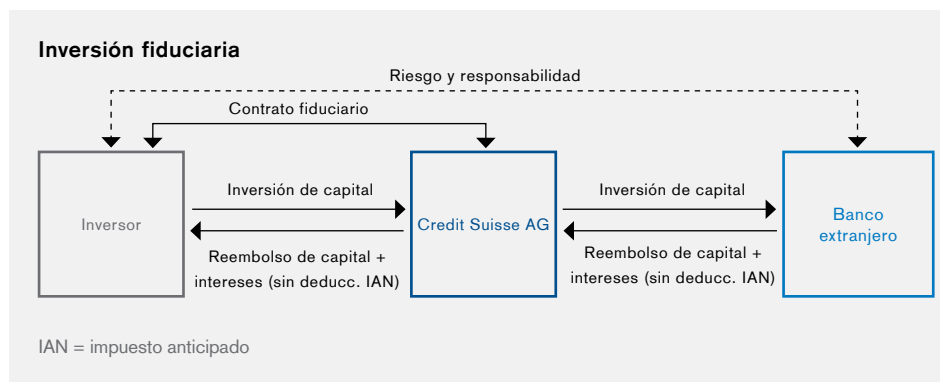 Inversión fiduciaria
Riesgo y responsabilidad
Contrato fiduciario
Inversor
Inversión de capital
Reembolso de capital +
intereses (sin deducc. IAN)
Credit Suisse AG
Inversión de capital
Reembolso de capital +
intereses (sin deducc. IAN)
Banco
extranjero
IAN = impuesto anticipado